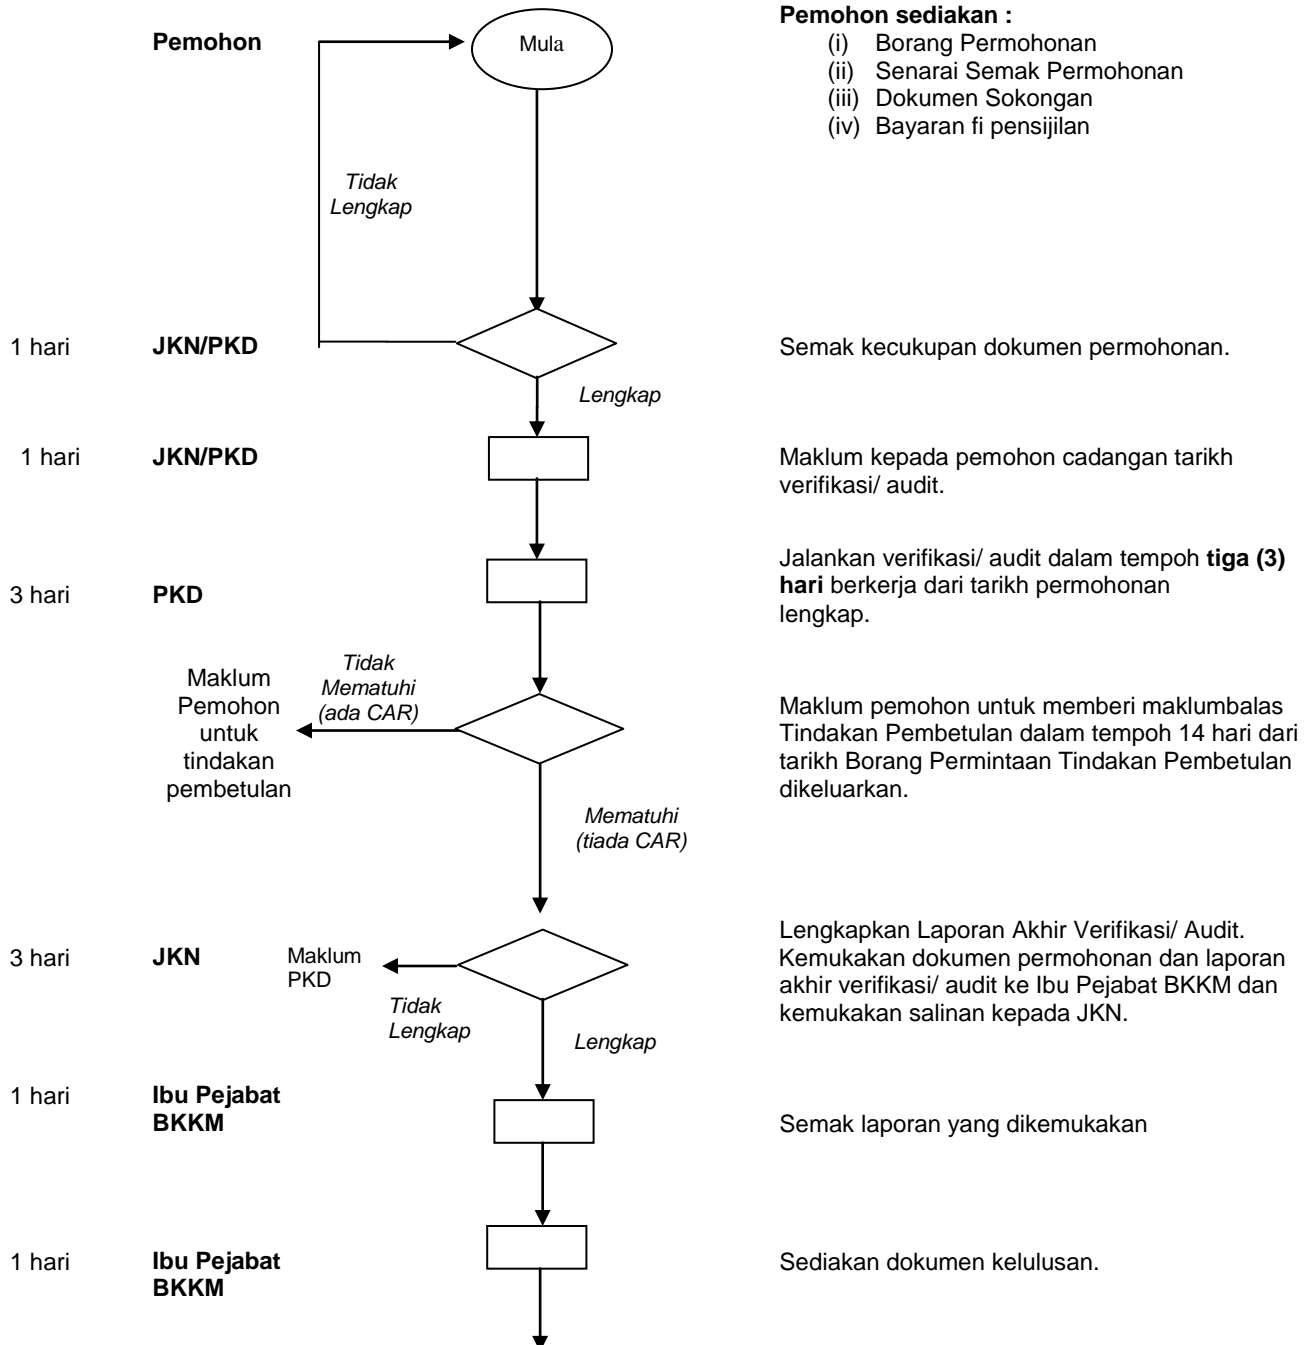 Pemohon
Mula
Pemohon sediakan :
(i) Borang Permohonan
(ii) Senarai Semak Permohonan
(iii) Dokumen Sokongan
(iv) Bayaran fi pensijilan
Tidak
Lengkap
1 hari
JKN/PKD
Semak kecukupan dokumen permohonan.
Lengkap
1 hari
JKN/PKD
Maklum kepada pemohon cadangan tarikh
verifikasi/ audit.
3 hari
PKD
Jalankan verifikasi/ audit dalam tempoh tiga (3)
hari berkerja dari tarikh permohonan
lengkap.
Maklum
Pemohon
untuk
tindakan
pembetulan
Tidak
Mematuhi
(ada CAR)
Maklum pemohon untuk memberi maklumbalas
Tindakan Pembetulan dalam tempoh 14 hari dari
tarikh Borang Permintaan Tindakan Pembetulan
dikeluarkan.
Mematuhi
(tiada CAR)
3 hari
JKN
Maklum
PKD
Tidak
Lengkap
Lengkapkan Laporan Akhir Verifikasi/ Audit.
Kemukakan dokumen permohonan dan laporan
akhir verifikasi/ audit ke Ibu Pejabat BKKM dan
kemukakan salinan kepada JKN.
Lengkap
1 hari
Ibu Pejabat
BKKM
Semak laporan yang dikemukakan
1 hari
Ibu Pejabat
BKKM
Sediakan dokumen kelulusan.